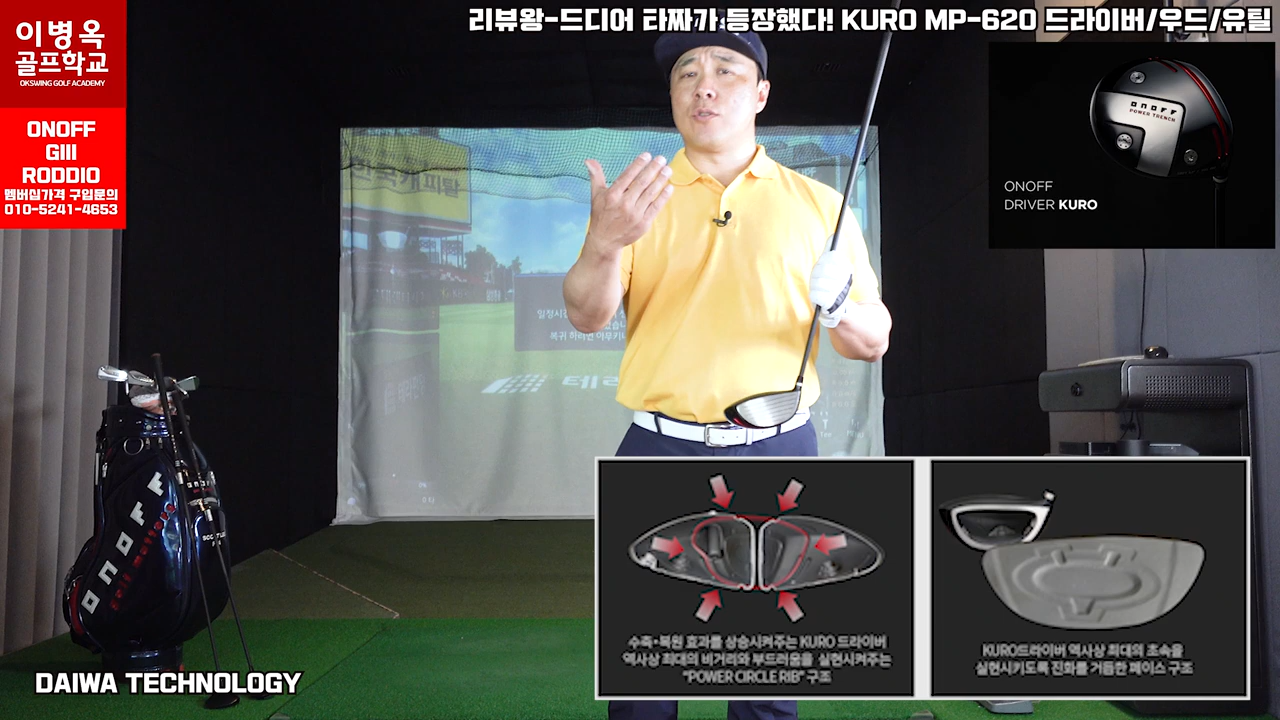 리뷰왕-드디어 타짜가 등장했다! KURO MP-620 드라이버/우드/유틸
이병옥
골프학교
OKSWING GOLF ACADEMY
ONOFF
GIII
RODDIO
멤버십가격 구입문의
010-5241-4653
ONOFF
POWER TRENCH
ONOFF
DRIVER KURO
ONOFF
수축·복원 효과를 상승시켜주는 KURO 드라이버
역사상 최대의 비거리와 부드러움을 실현시켜주는
"POWER CIRCLE RIB" 구조
KURO드라이버 역사상 최대의 초속을
실현시키도록 진화를 거듭한 페이스 구조
DAIWA TECHNOLOGY